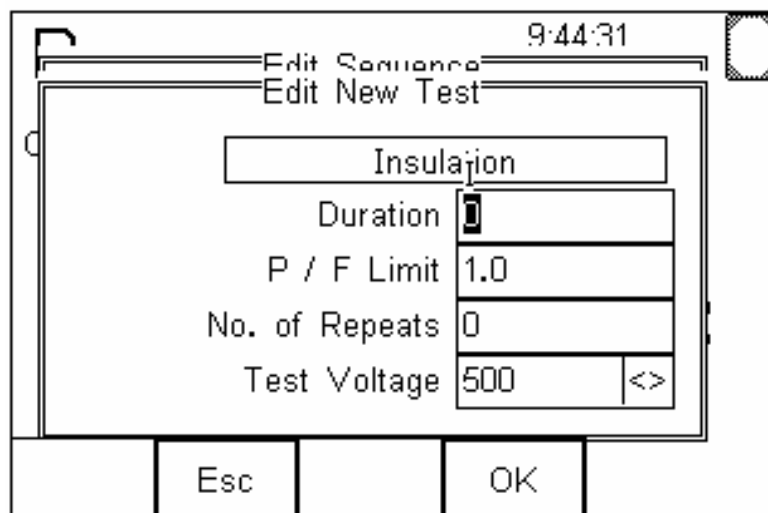 9:44:31
Edit Sequence
Edit New Test
Insulation
Duration 0
P / F Limit 1.0
No. of Repeats 0
Test Voltage 500 <>
Esc OK